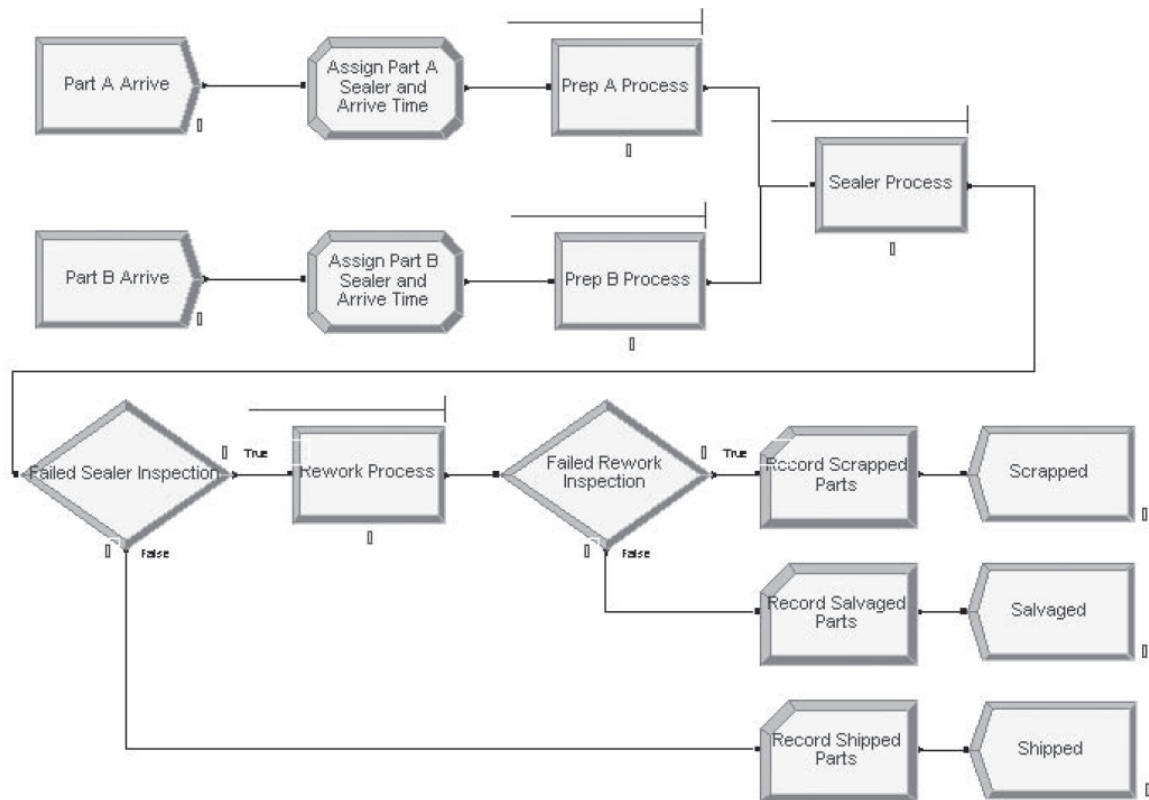 Part A Arrive
Assign Part A
Sealer and
Arrive Time
Prep A Process
Sealer Process
Part B Arrive
Assign Part B
Sealer and
Arrive Time
Prep B Process
Failed Sealer Inspection
True
False
Rework Process
Failed Rework
Inspection
True
False
Record Scrapped
Parts
Scrapped
Record Salvaged
Parts
Salvaged
Record Shipped
Parts
Shipped